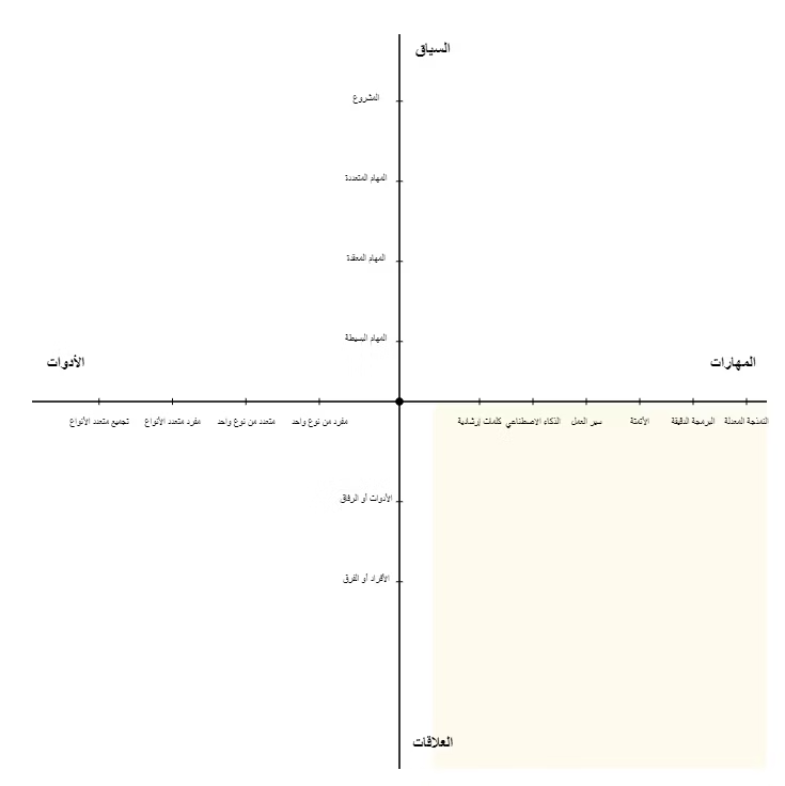 السياق
المشروع
المهام المتعددة
المهام المعقدة
المهام البسيطة
المهارات
الأدوات
كلمات إرشادية
الذكاء الاصطناعي
سير العمل
الأتمتة
البرمجة الدقيقة
النمذجة المعدلة
مفرد من نوع واحد
متعدد من نوع واحد
مفرد متعدد الأنواع
تجميع متعدد الأنواع
الأدوات أو الرفاق
الأفراد أو الفرق
العلاقات